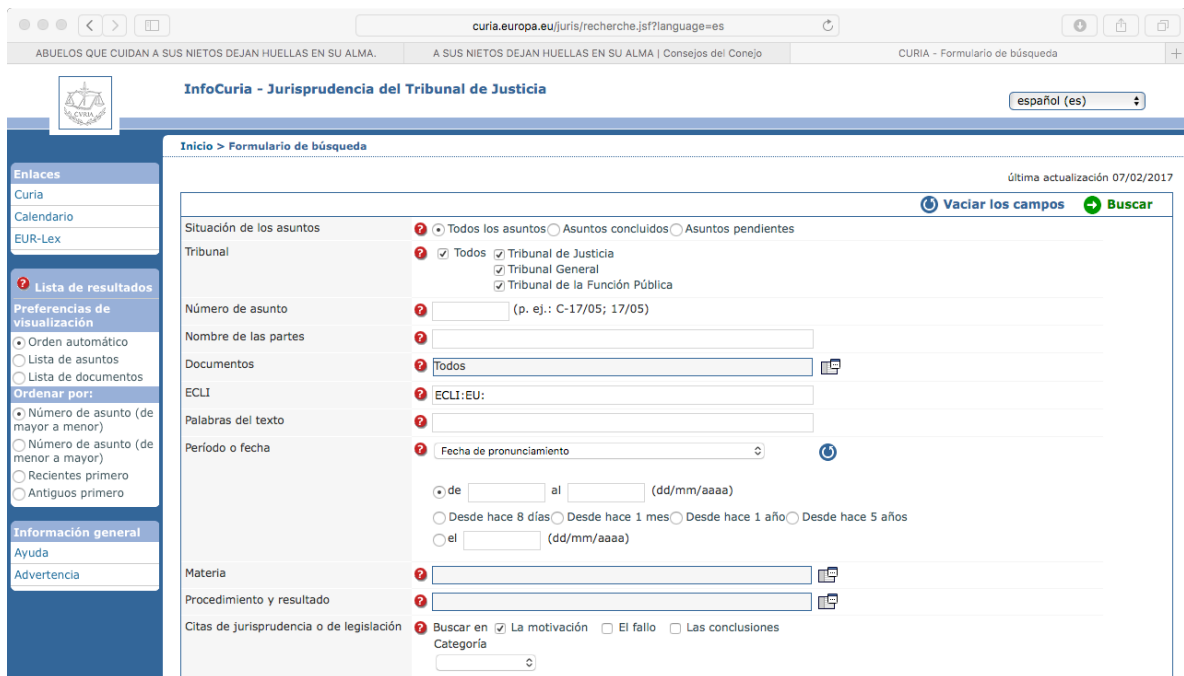 curia.europa.eu/juris/recherche.jsf?language=es
ABUELOS QUE CUIDAN A SUS NIETOS DEJAN HUELLAS EN SU ALMA.
A SUS NIETOS DEJAN HUELLAS EN SU ALMA | Consejos del Conejo
CURIA - Formulario de búsqueda
CVRIA
InfoCuria - Jurisprudencia del Tribunal de Justicia
español (es)
Inicio > Formulario de búsqueda
última actualización 07/02/2017
Enlaces
Curia
Calendario
EUR-Lex
Lista de resultados
Preferencias de
visualización
Orden automático
Lista de asuntos
Lista de documentos
Ordenar por:
Número de asunto (de
mayor a menor)
Número de asunto (de
menor a mayor)
Recientes primero
Antiguos primero
Información general
Ayuda
Advertencia
Vaciar los campos Buscar
Situación de los asuntos ? Todos los asuntos Asuntos concluidos Asuntos pendientes
Tribunal ? Todos Tribunal de Justicia
Tribunal General
Tribunal de la Función Pública
Número de asunto ? (p. ej.: C-17/05; 17/05)
Nombre de las partes ?
Documentos ? Todos
ECLI ? ECLI:EU:
Palabras del texto ?
Período o fecha ? Fecha de pronunciamiento
de al (dd/mm/aaaa)
Desde hace 8 días Desde hace 1 mes Desde hace 1 año Desde hace 5 años
el (dd/mm/aaaa)
Materia ?
Procedimiento y resultado ?
Citas de jurisprudencia o de legislación ? Buscar en La motivación El fallo Las conclusiones
Categoría